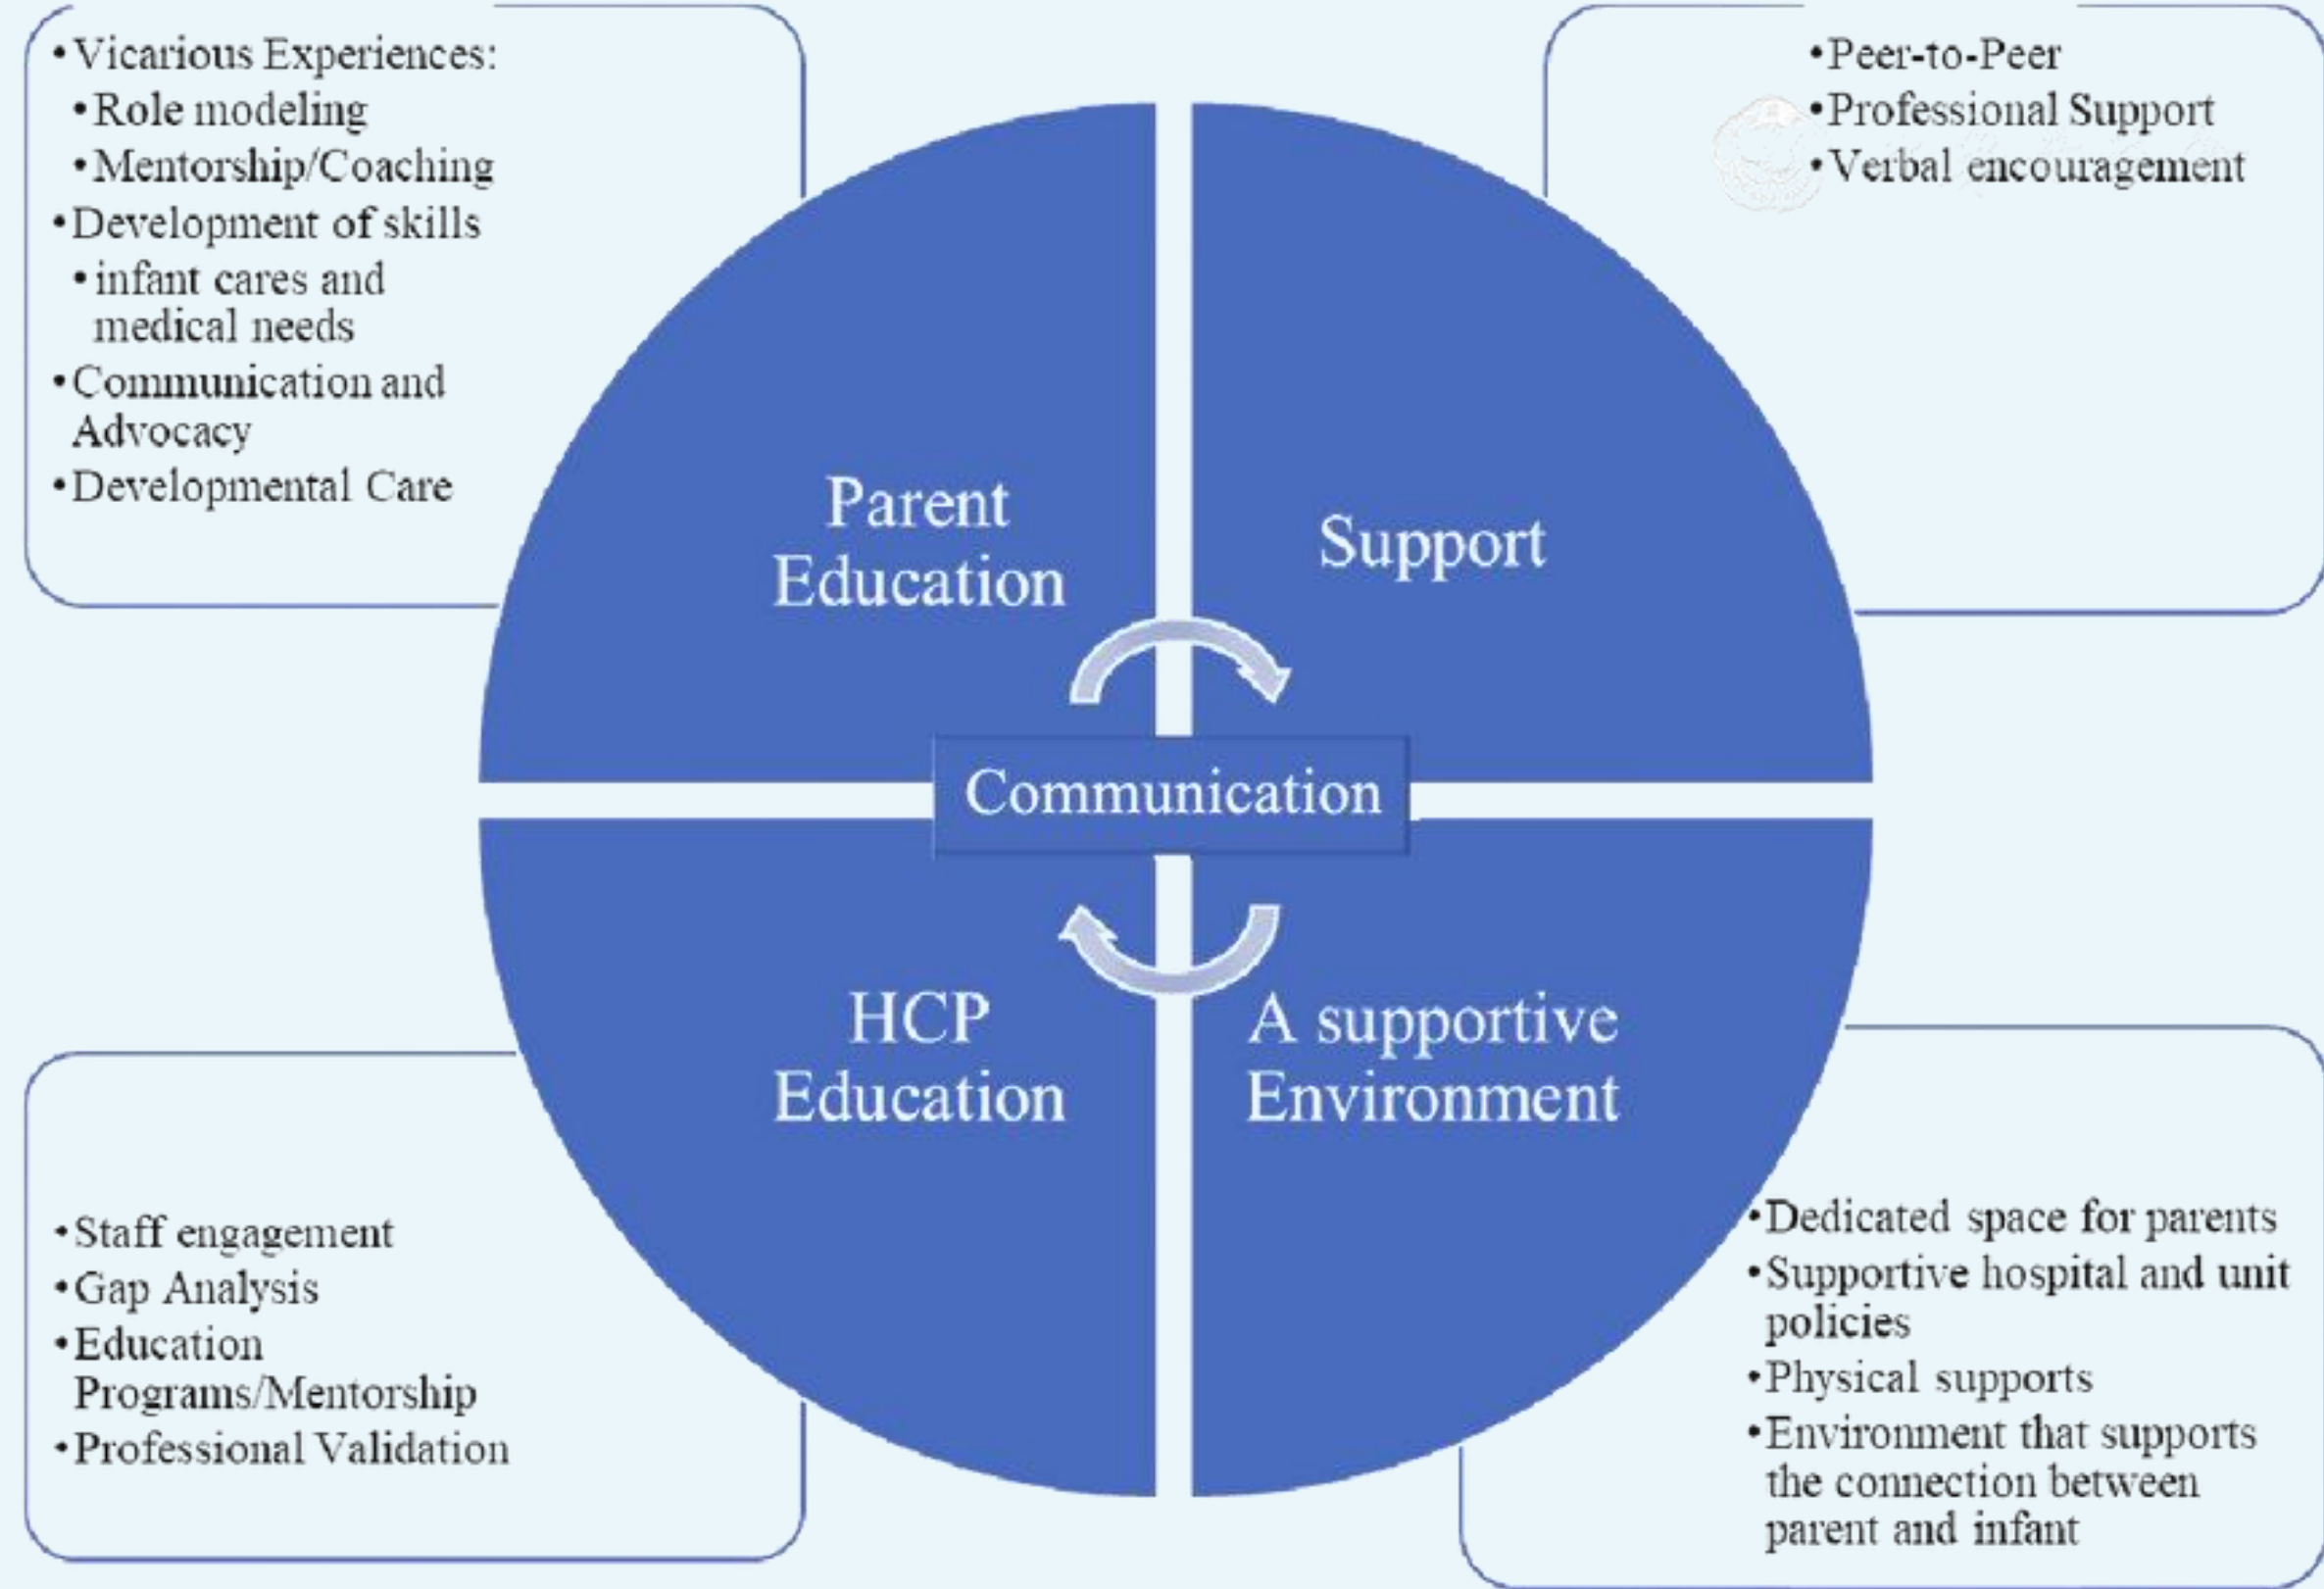 •Vicarious Experiences:
•Role modeling
•Mentorship/Coaching
•Development of skills
•infant cares and
medical needs
•Communication and
Advocacy
•Developmental Care
•Peer-to-Peer
•Professional Support
•Verbal encouragement
Parent
Education
Support
Communication
HCP
Education
A supportive
Environment
•Staff engagement
•Gap Analysis
•Education
Programs/Mentorship
•Professional Validation
•Dedicated space for parents
•Supportive hospital and unit
policies
•Physical supports
•Environment that supports
the connection between
parent and infant